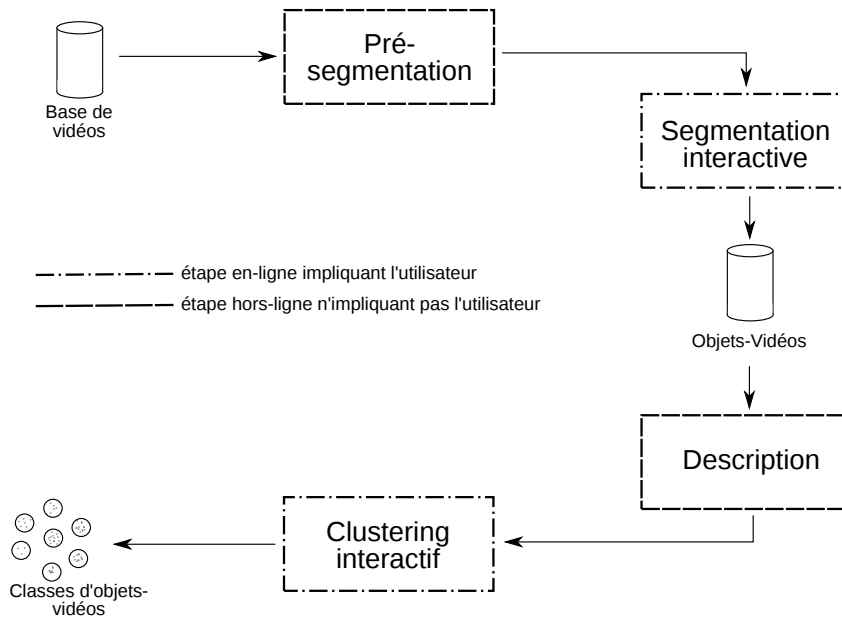 Pré-
segmentation
Base de
vidéos
Segmentation
interactive
étape en-ligne impliquant l'utilisateur
étape hors-ligne n'impliquant pas l'utilisateur
Objets-Vidéos
Description
Clustering
interactif
Classes d'objets-
vidéos